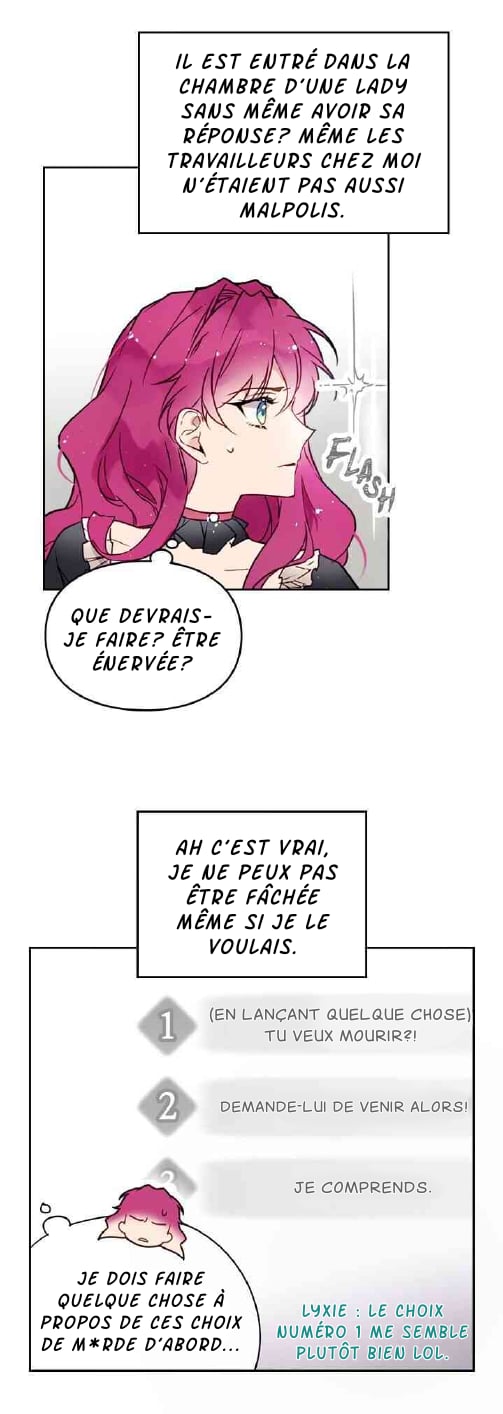 IL EST ENTRÉ DANS LA
CHAMBRE D'UNE LADY
SANS MÊME AVOIR SA
RÉPONSE? MÊME LES
TRAVAILLEURS CHEZ MOI
N'ÉTAIENT PAS AUSSI
MALPOLIS.
FLASH
QUE DEVRAIS-
JE FAIRE? ÊTRE
ÉNERVÉE?
AH C'EST VRAI,
JE NE PEUX PAS
ÊTRE FÂCHÉE
MÊME SI JE LE
VOULAIS.
1 (EN LANÇANT QUELQUE CHOSE)
TU VEUX MOURIR?!
2 DEMANDE-LUI DE VENIR ALORS!
3 JE COMPRENDS.
JE DOIS FAIRE
QUELQUE CHOSE À
PROPOS DE CES CHOIX
DE M*RDE D'ABORD...
LYXIE : LE CHOIX
NUMÉRO 1 ME SEMBLE
PLUTÔT BIEN LOL.